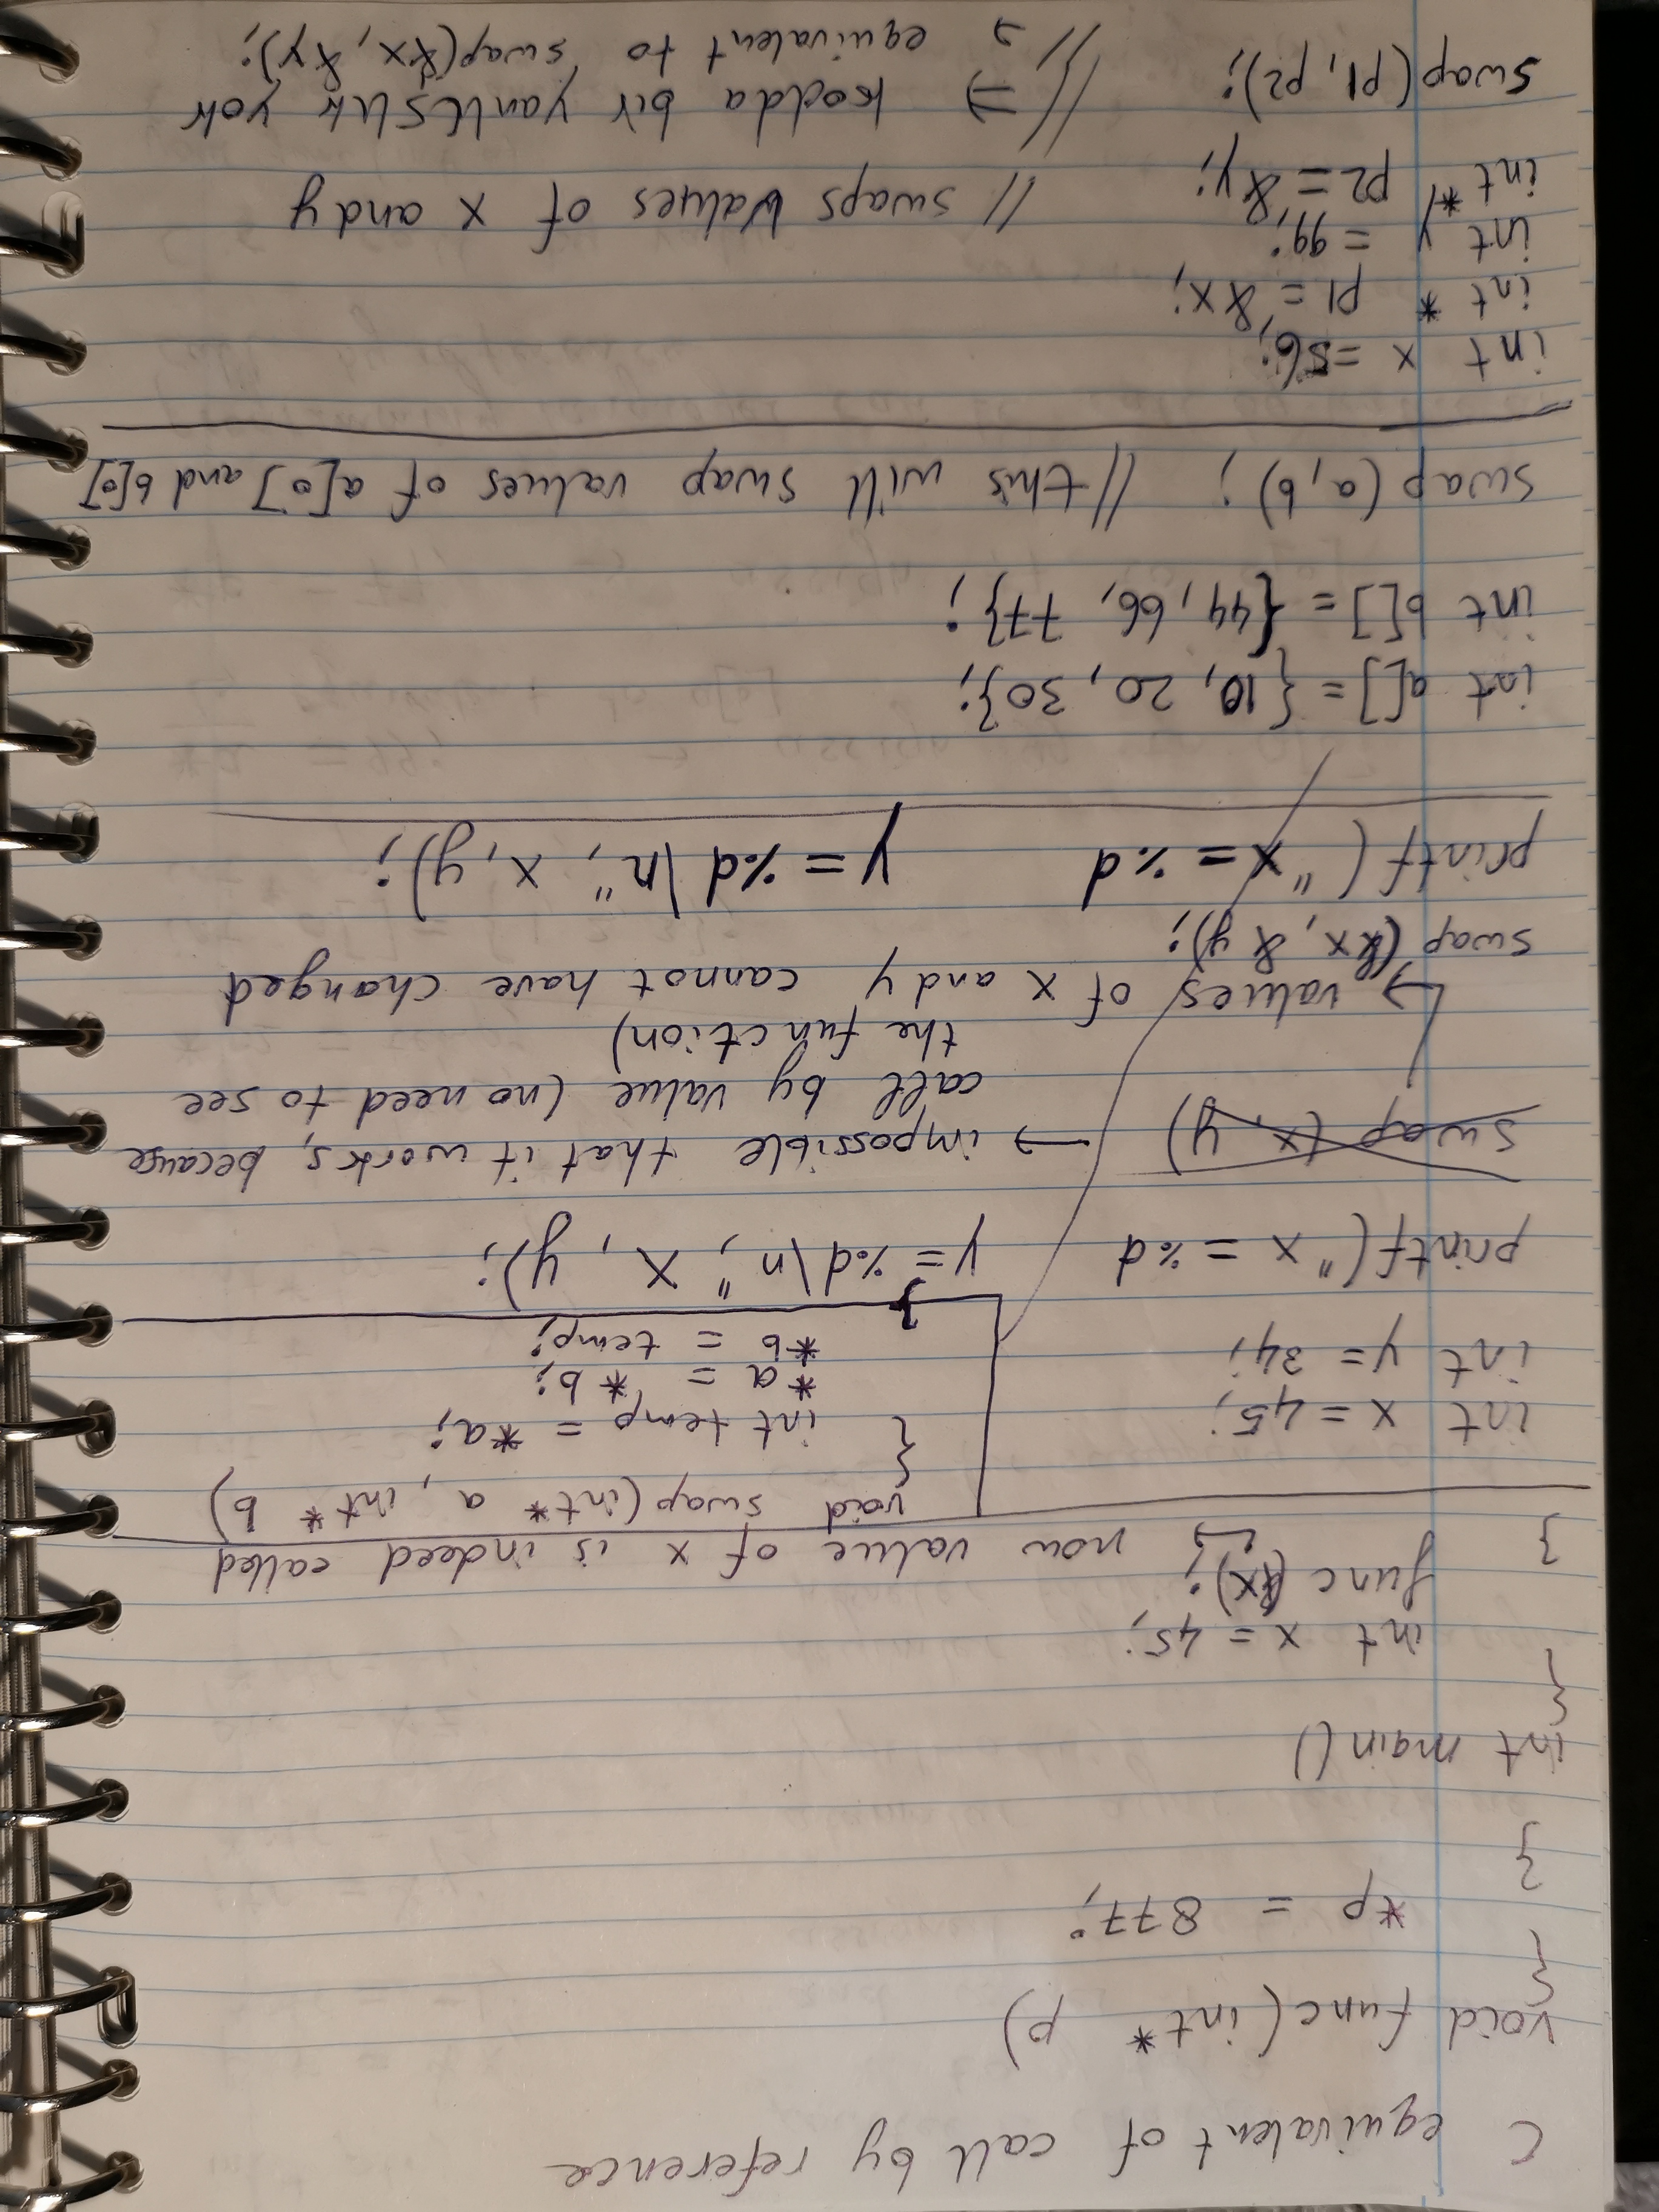 C equivalent of call by reference
void func(int* p)
{
*p = 877;
}
int main()
{
int x = 45;
func(&x);
} ↳ now value of x is indeed called
void swap(int* a, int* b)
{
int temp = *a;
*a = *b;
*b = temp;
}
int x = 45;
int y = 34;
printf("x = %d y = %d\n", x, y);
swap (x, y) → impossible that it works, because
call by value (no need to see
the function)
↳ values of x and y cannot have changed
swap (&x, & y);
printf("x = %d y = %d \n", x, y);
int a[] = {10, 20, 30};
int b[] = {44, 66, 77};
swap (a, b); // this will swap values of a[0] and b[0]
int x = 56;
int * p1 = &x;
int y = 99;
int* p2 = &y; // swaps values of x and y
swap(p1, p2); // ⇒ kodda bir yanlışlık yok
// → equivalent to swap(&x, &y);